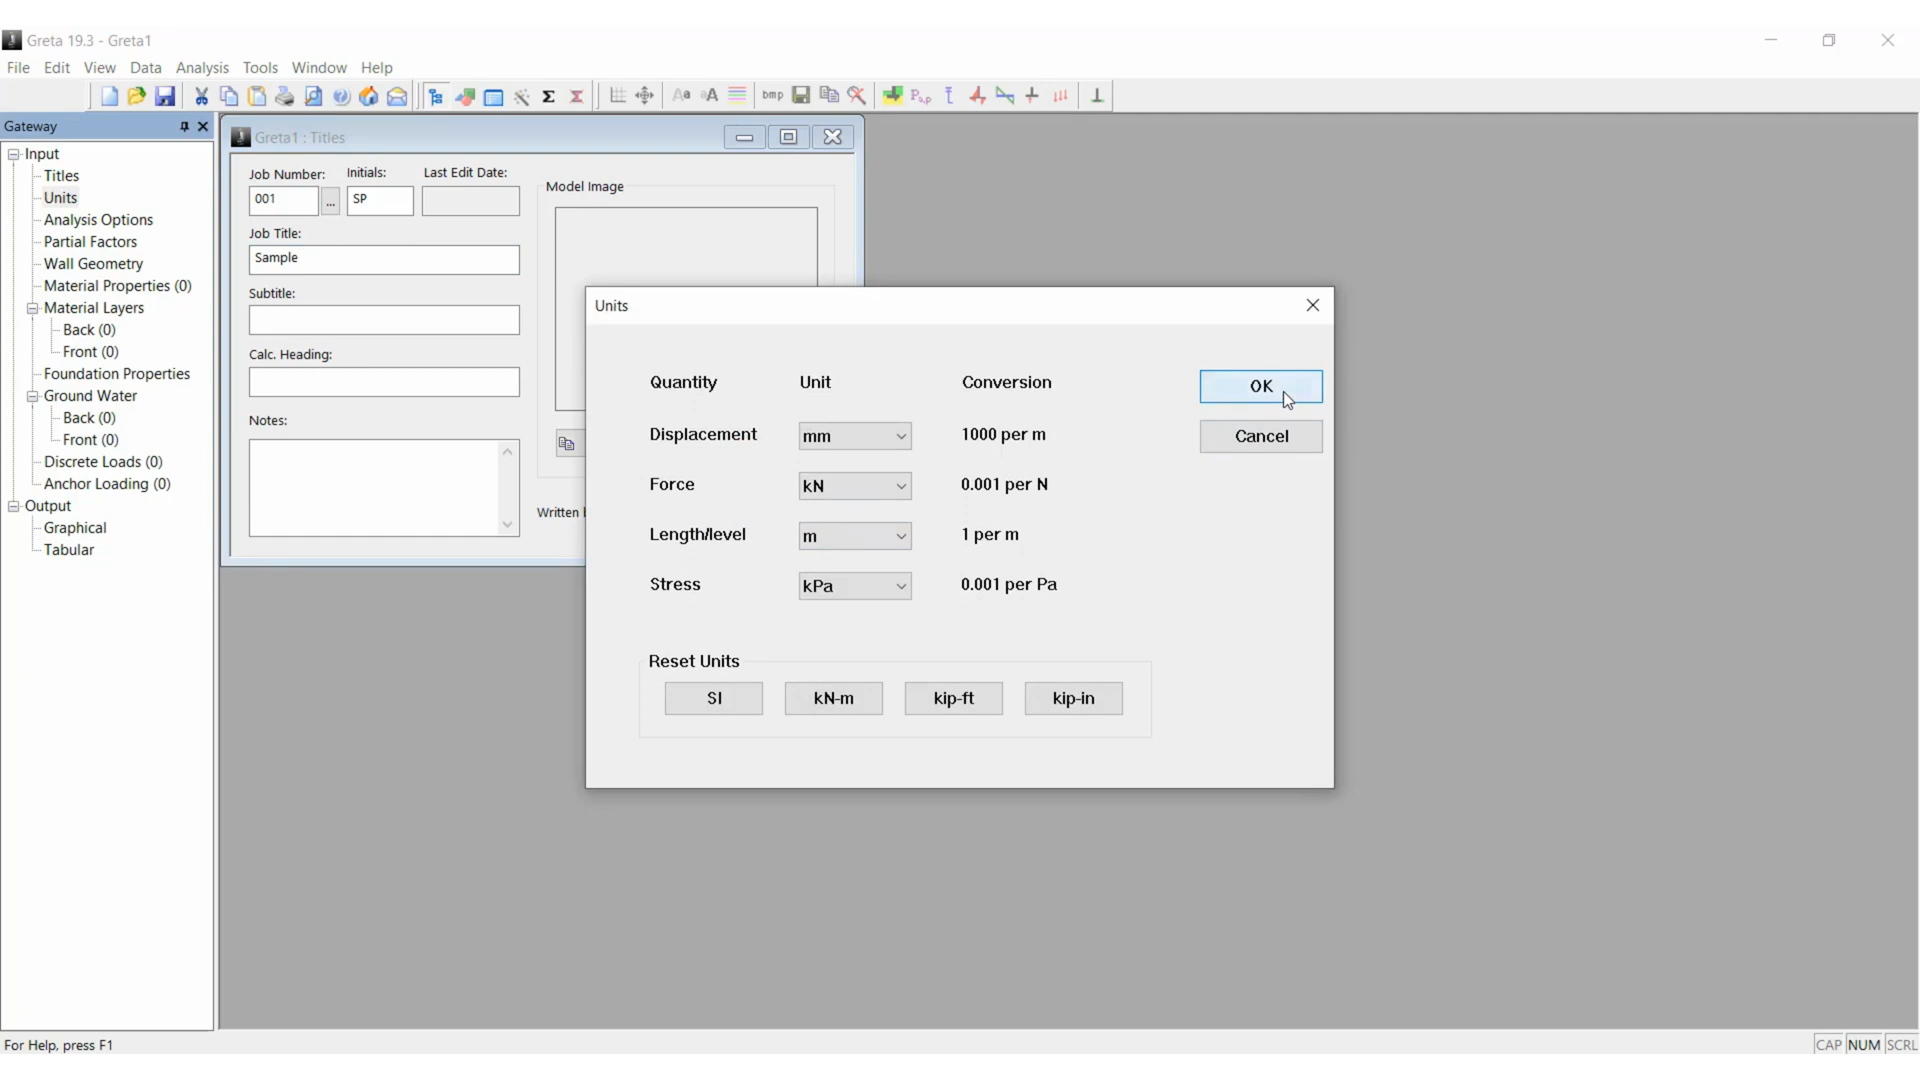 Greta 19.3 - Greta1
File Edit View Data Analysis Tools Window Help
Aa aA bmp
Gateway
Input
Titles
Units
Analysis Options
Partial Factors
Wall Geometry
Material Properties (0)
Material Layers
Back (0)
Front (0)
Foundation Properties
Ground Water
Back (0)
Front (0)
Discrete Loads (0)
Anchor Loading (0)
Output
Graphical
Tabular
Greta1 : Titles
Job Number: Initials: Last Edit Date:
001 ... SP
Job Title:
Sample
Subtitle:
Calc. Heading:
Notes:
Model Image
Written
Units
Quantity Unit Conversion
Displacement mm 1000 per m
Force kN 0.001 per N
Length/level m 1 per m
Stress kPa 0.001 per Pa
OK
Cancel
Reset Units
SI kN-m kip-ft kip-in
For Help, press F1
CAP NUM SCRL